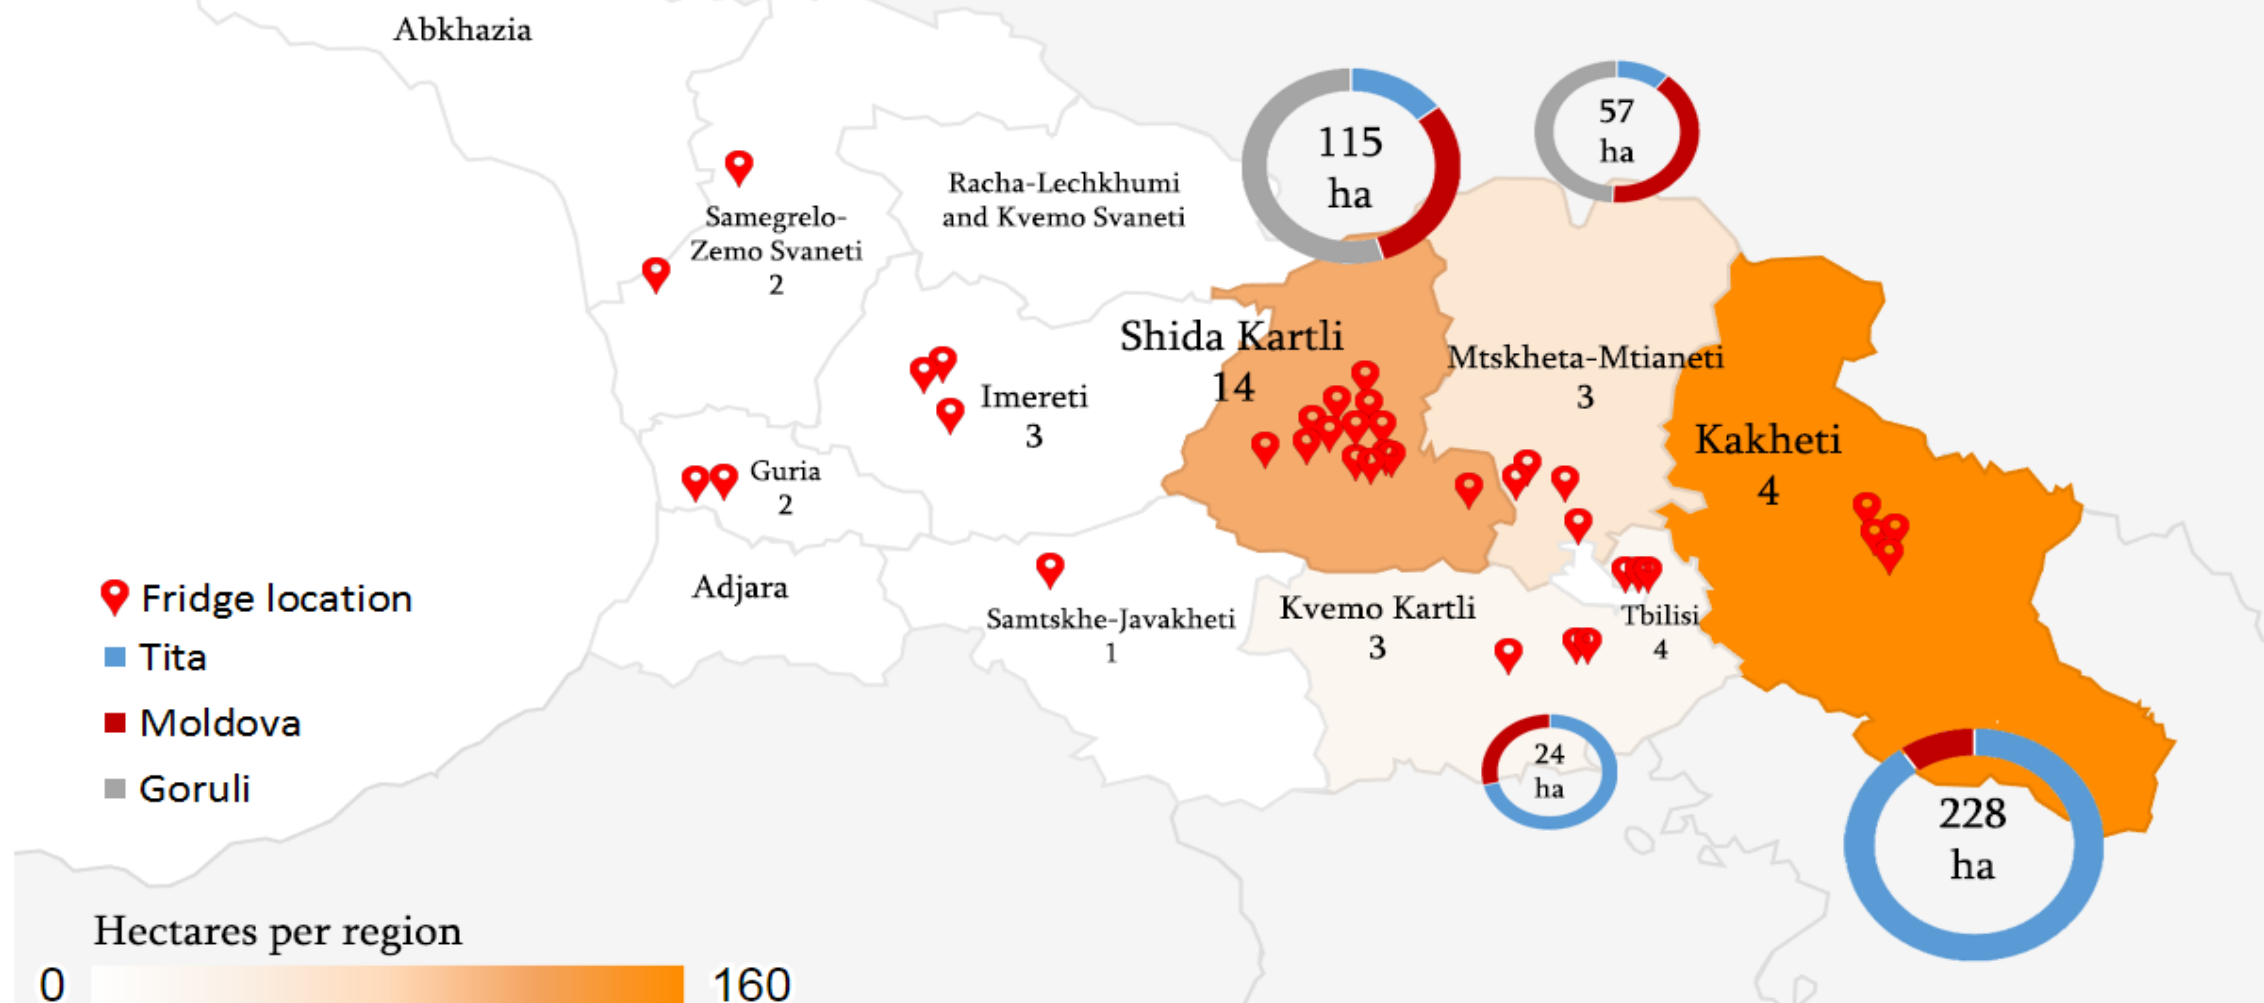 Abkhazia
115
ha
57
ha
Racha-Lechkhumi
and Kvemo Svaneti
Samegrelo-
Zemo Svaneti
2
Shida Kartli
14
Mtskheta-Mtianeti
3
Imereti
3
Kakheti
4
Guria
2
Adjara
Samtskhe-Javakheti
1
Kvemo Kartli
3
Tbilisi
4
Fridge location
Tita
Moldova
Goruli
24
ha
228
ha
Hectares per region
0
160